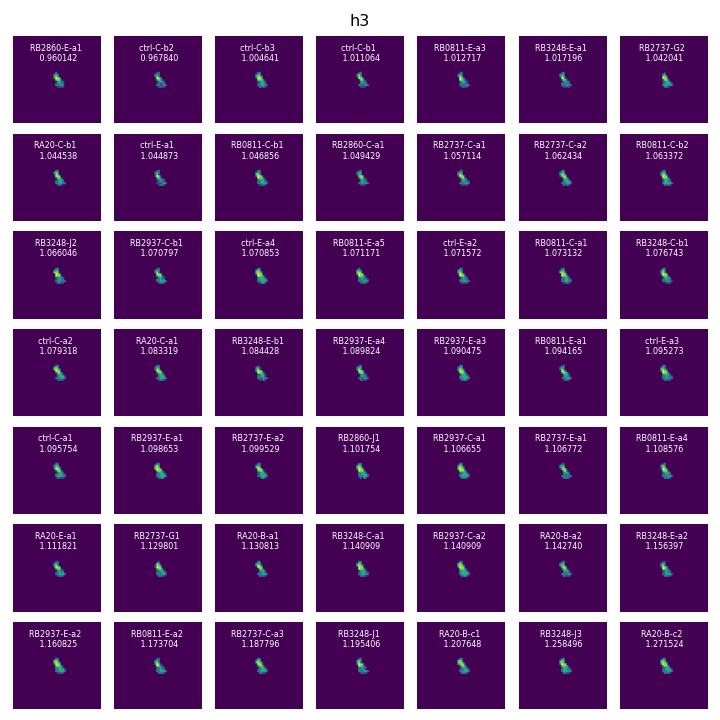 h3
RB2860-E-a1
0.960142
ctrl-C-b2
0.967840
ctrl-C-b3
1.004641
ctrl-C-b1
1.011064
RB0811-E-a3
1.012717
RB3248-E-a1
1.017196
RB2737-G2
1.042041
RA20-C-b1
1.044538
ctrl-E-a1
1.044873
RB0811-C-b1
1.046856
RB2860-C-a1
1.049429
RB2737-C-a1
1.057114
RB2737-C-a2
1.062434
RB0811-C-b2
1.063372
RB3248-J2
1.066046
RB2937-C-b1
1.070797
ctrl-E-a4
1.070853
RB0811-E-a5
1.071171
ctrl-E-a2
1.071572
RB0811-C-a1
1.073132
RB3248-C-b1
1.076743
ctrl-C-a2
1.079318
RA20-C-a1
1.083319
RB3248-E-b1
1.084428
RB2937-E-a4
1.089824
RB2937-E-a3
1.090475
RB0811-E-a1
1.094165
ctrl-E-a3
1.095273
ctrl-C-a1
1.095754
RB2937-E-a1
1.098653
RB2737-E-a2
1.099529
RB2860-J1
1.101754
RB2937-C-a1
1.106655
RB2737-E-a1
1.106772
RB0811-E-a4
1.108576
RA20-E-a1
1.111821
RB2737-G1
1.129801
RA20-B-a1
1.130813
RB3248-C-a1
1.140909
RB2937-C-a2
1.140909
RA20-B-a2
1.142740
RB3248-E-a2
1.156397
RB2937-E-a2
1.160825
RB0811-E-a2
1.173704
RB2737-C-a3
1.187796
RB3248-J1
1.195406
RA20-B-c1
1.207648
RB3248-J3
1.258496
RA20-B-c2
1.271524